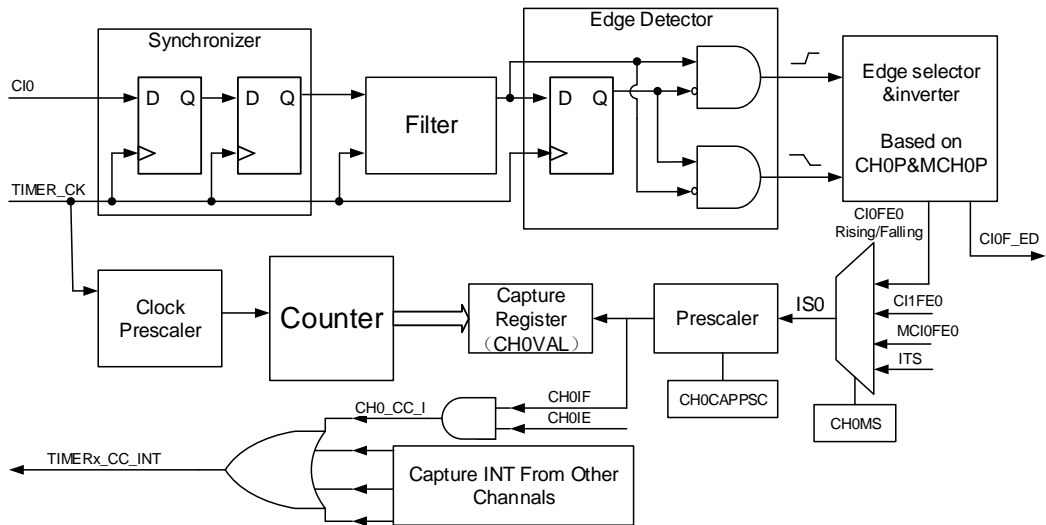 Edge Detector
Synchronizer
CI0
D Q
D Q
Filter
D Q
Edge selector
&inverter
Based on
CH0P&MCH0P
TIMER_CK
CI0FE0
Rising/Falling
CI0F_ED
Clock
Prescaler
Counter
Capture
Register
(CH0VAL)
Prescaler
IS0
CI1FE0
MCI0FE0
ITS
CH0CAPPSC
CH0MS
CH0IF
CH0_CC_I
CH0IE
TIMERx_CC_INT
Capture INT From Other
Channels